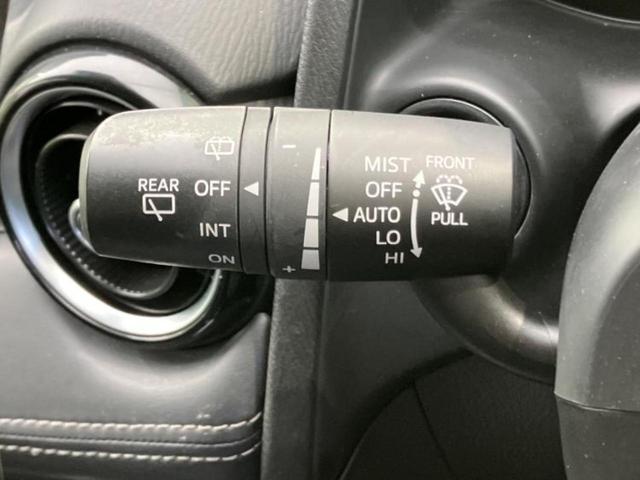 REAR
OFF
INT
ON
-
+
MIST
OFF
AUTO
LO
HI
FRONT
PULL